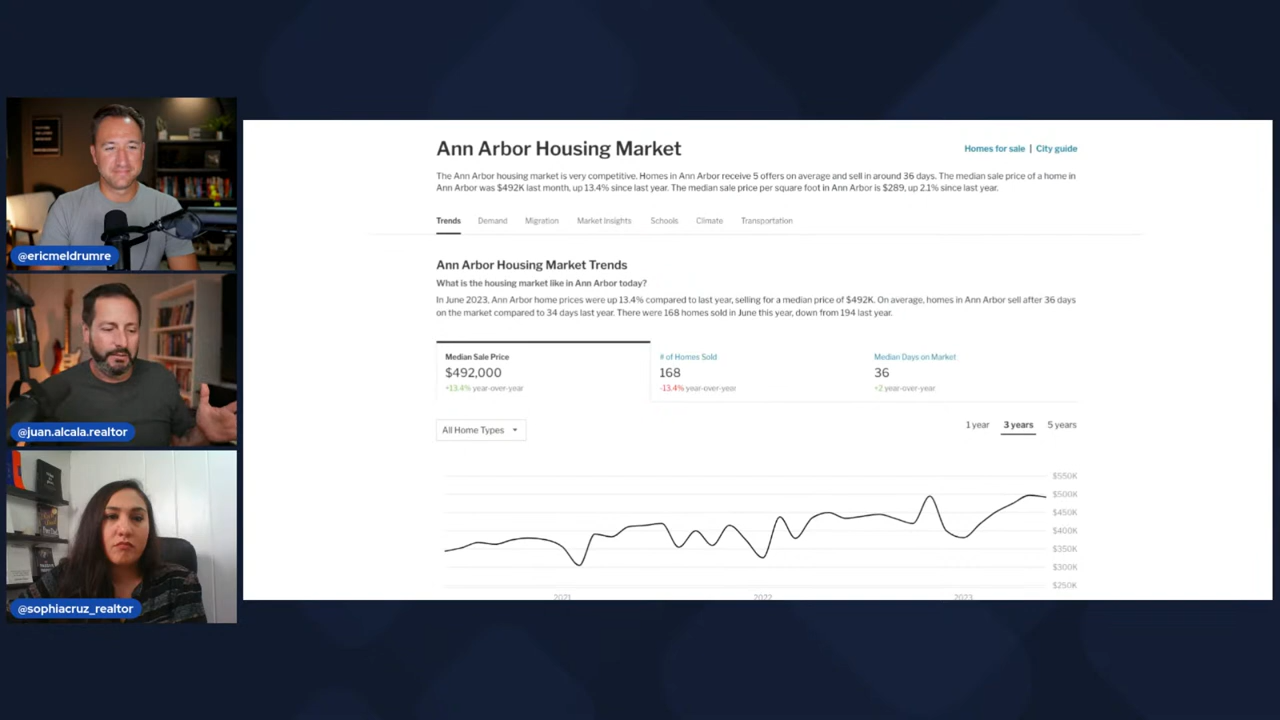 @ericmeldrumre
@juan.alcala.realtor
@sophiacruz_realtor
Ann Arbor Housing Market
Homes for sale | City guide
The Ann Arbor housing market is very competitive. Homes in Ann Arbor receive 5 offers on average and sell in around 36 days. The median sale price of a home in
Ann Arbor was $492K last month, up 13.4% since last year. The median sale price per square foot in Ann Arbor is $289, up 2.1% since last year.
Trends Demand Migration Market Insights Schools Climate Transportation
Ann Arbor Housing Market Trends
What is the housing market like in Ann Arbor today?
In June 2023, Ann Arbor home prices were up 13.4% compared to last year, selling for a median price of $492K. On average, homes in Ann Arbor sell after 36 days
on the market compared to 34 days last year. There were 168 homes sold in June this year, down from 194 last year.
Median Sale Price
$492,000
+13.4% year-over-year
# of Homes Sold
168
-13.4% year-over-year
Median Days on Market
36
+2 year-over-year
All Home Types
1 year 3 years 5 years
$550K
$500K
$450K
$400K
$350K
$300K
$250K
2021 2022 2023